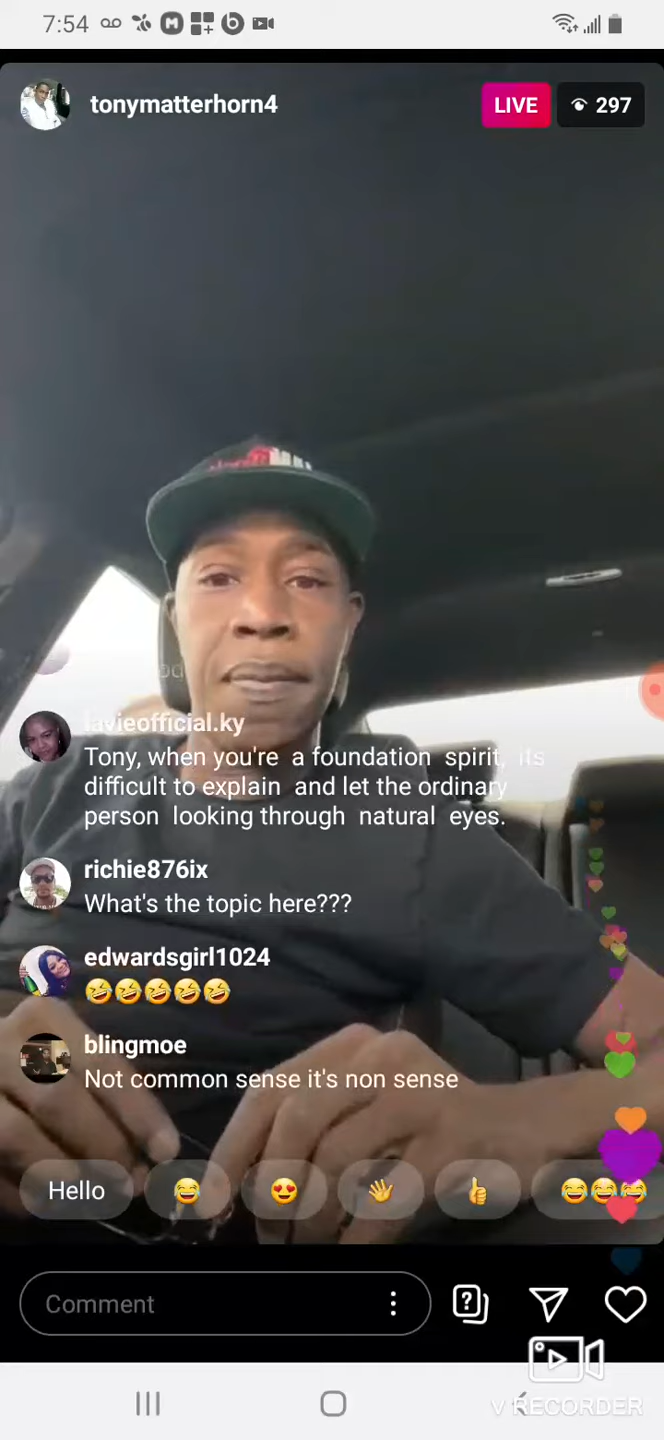 7:54
tonymatterhorn4
LIVE
297
lavieofficial.ky
Tony, when you're a foundation spirit, its
difficult to explain and let the ordinary
person looking through natural eyes.
richie876ix
What's the topic here???
edwardsgirl1024
🤣🤣🤣🤣🤣
blingmoe
Not common sense it's non sense
Hello 😂 😍 👋 👍 😂😂😂
Comment
V RECORDER